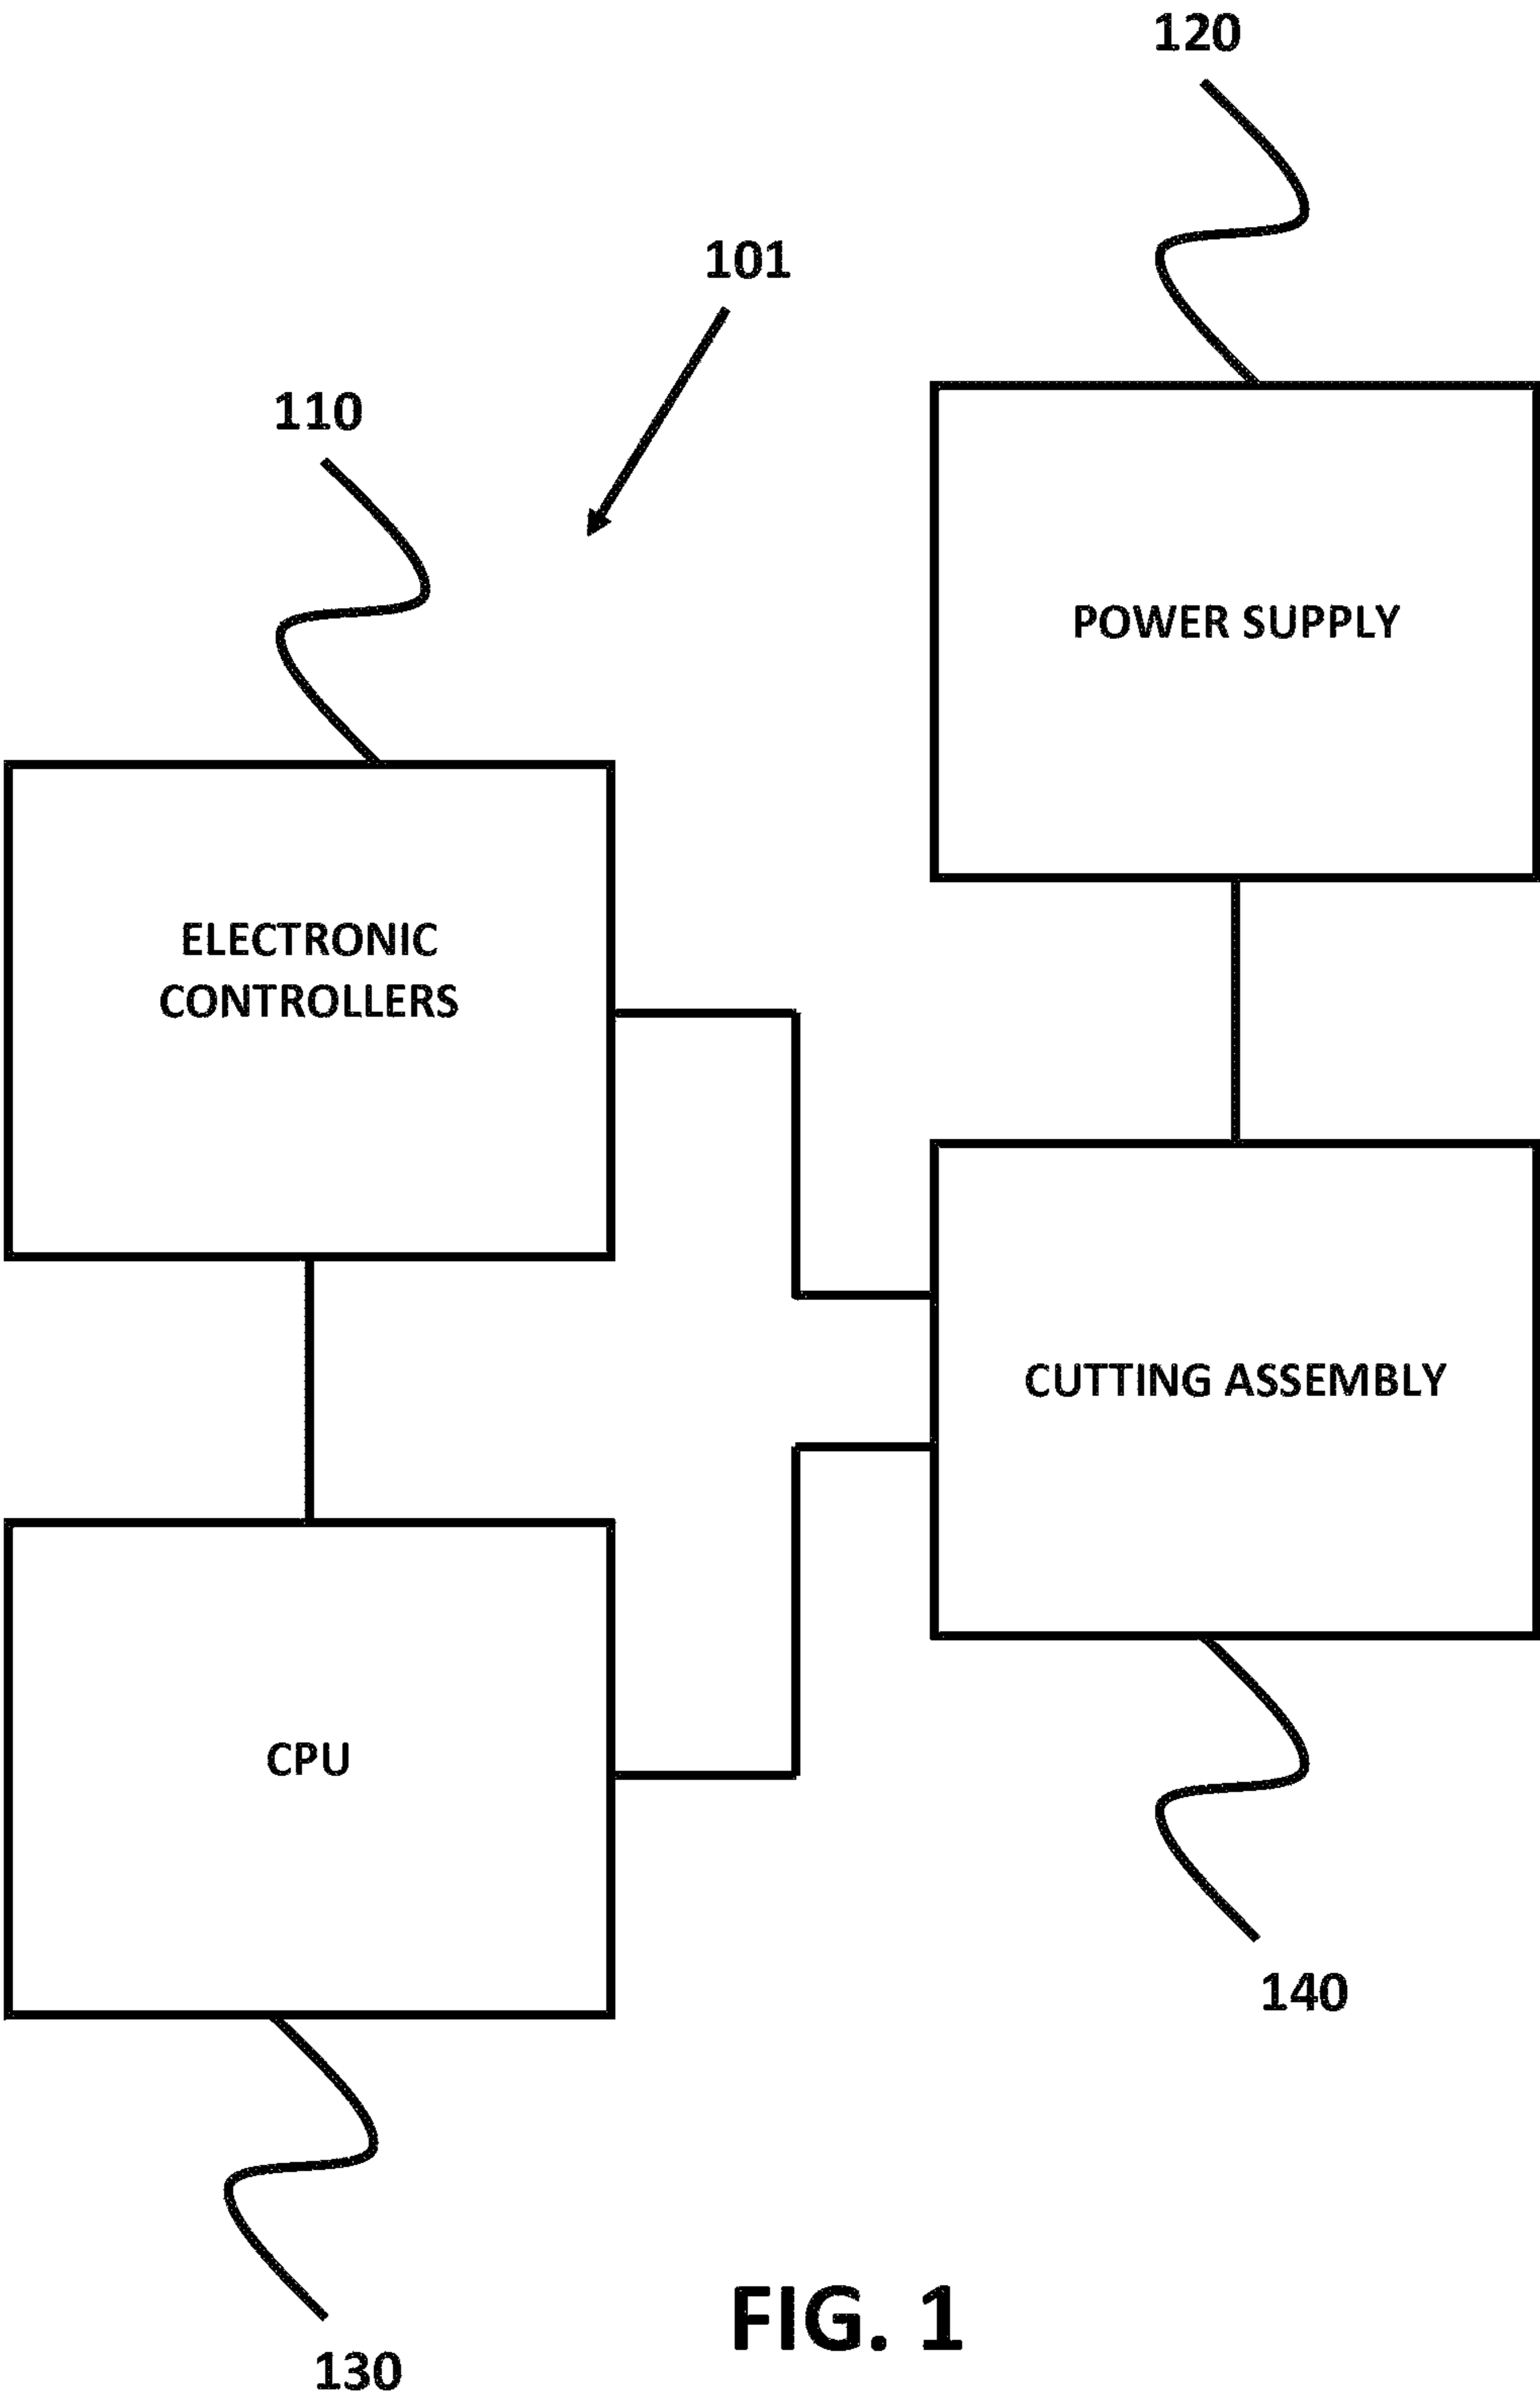 120
101
110
POWER SUPPLY
ELECTRONIC
CONTROLLERS
CUTTING ASSEMBLY
CPU
140
FIG. 1
130